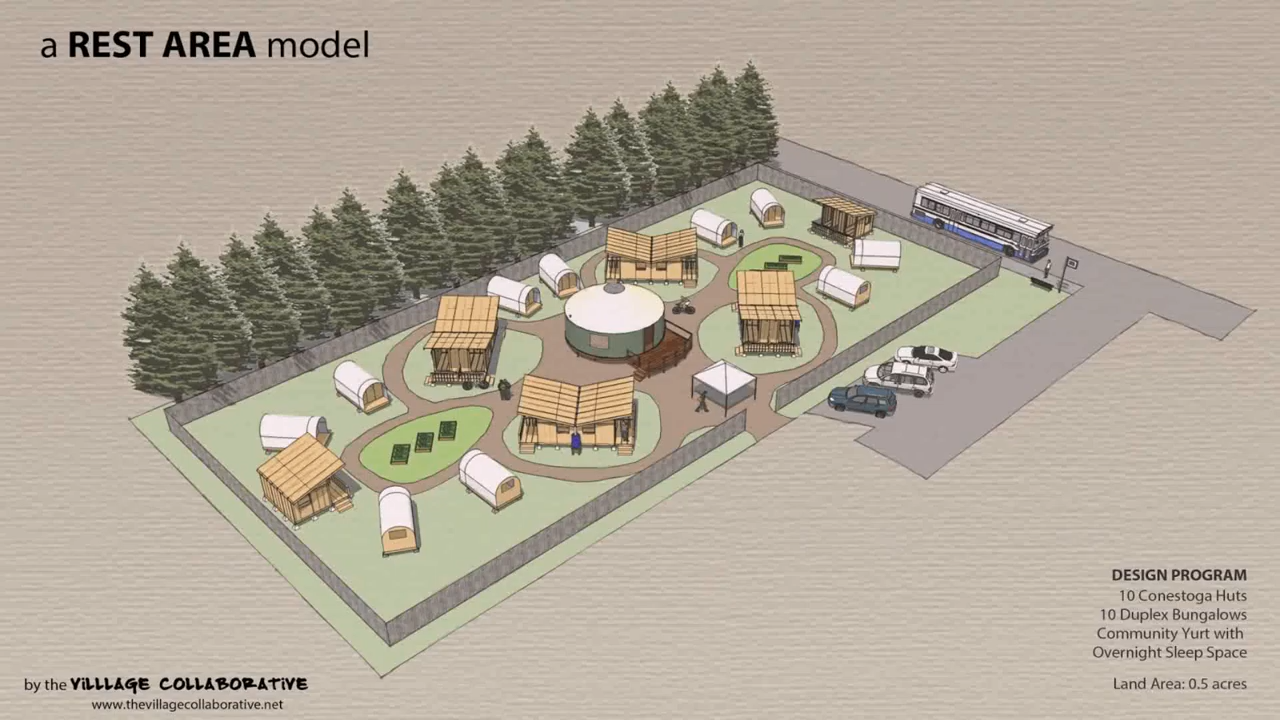 a REST AREA model
DESIGN PROGRAM
10 Conestoga Huts
10 Duplex Bungalows
Community Yurt with
Overnight Sleep Space
Land Area: 0.5 acres
by the ViLLLAGE COLLABORATiVE
www.thevillagecollaborative.net